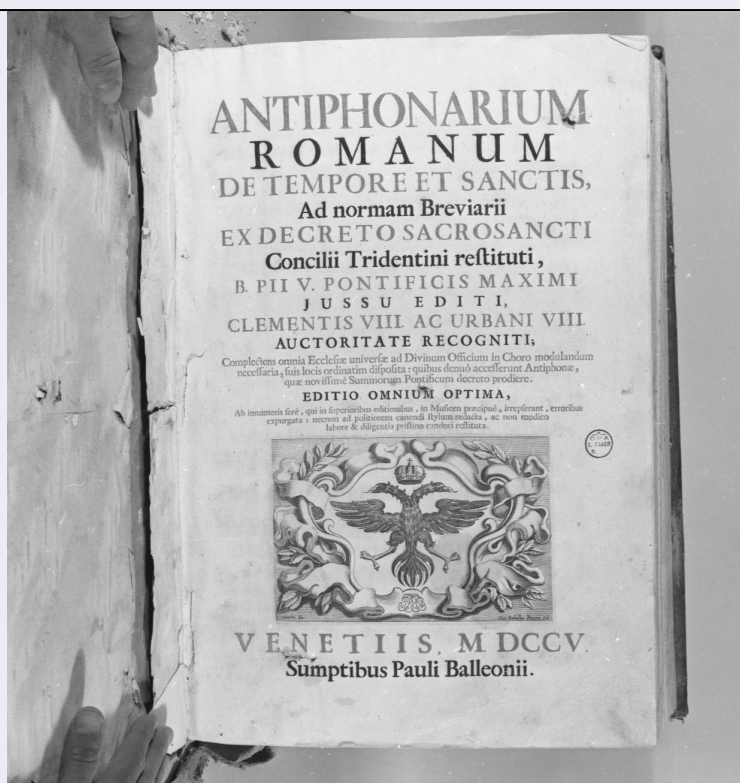 ANTIPHONARIUM
ROMANUM
DE TEMPORE ET SANCTIS,
Ad normam Breviarii
EX DECRETO SACROSANCTI
Concilii Tridentini reſtituti,
B. PII V. PONTIFICIS MAXIMI
JUSSU EDITI,
CLEMENTIS VIII. AC URBANI VIII.
AUCTORITATE RECOGNITI;
Complectens omnia Eccleſiæ univerſæ ad Divinum Officium in Choro modulandum
neceſſaria, ſuis locis ordinatim diſpoſita: quibus denuò acceſſerunt Antiphonæ,
quæ noviſſimè Summorum Pontificum decreto prodiere.
EDITIO OMNIUM OPTIMA,
Ab innumeris ferè, qui in ſuperioribus editionibus, in Muſicen præcipuè, irrepſerant, erroribus
expurgata: necnon ad politiorem canendi ſtylum redacta, ac non modico
labore & diligentia priſtino candori reſtituta.
VENETIIS, MDCCV.
Sumptibus Pauli Balleonii.